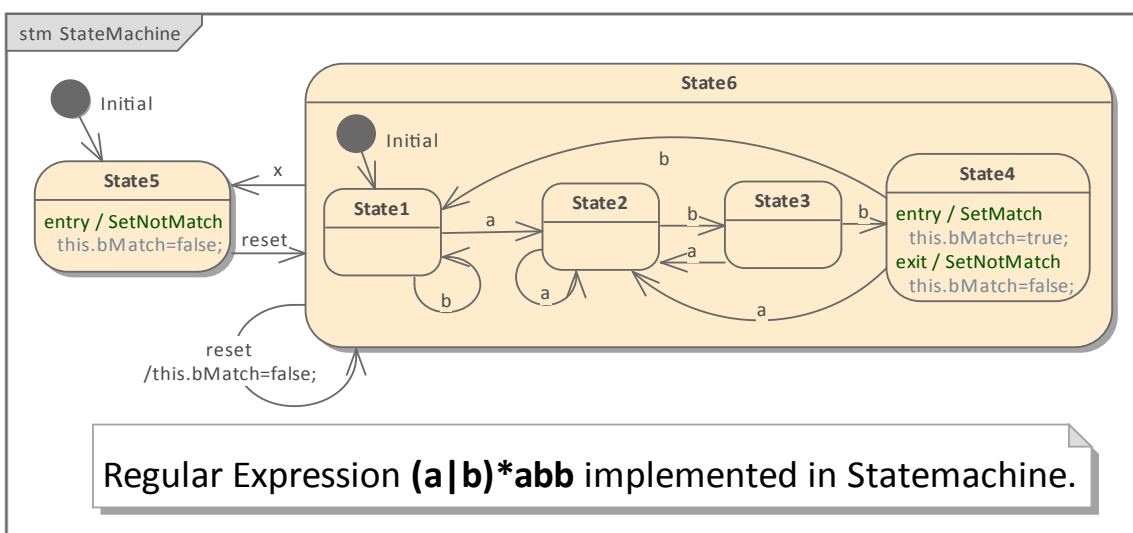 stm StateMachine
State6
Initial
Initial
b
State5
x
State4
State1
State2
State3
entry / SetNotMatch
this.bMatch=false;
a
b
b
entry / SetMatch
this.bMatch=true;
reset
a
exit / SetNotMatch
this.bMatch=false;
b
a
a
reset
/this.bMatch=false;
Regular Expression (a|b)*abb implemented in Statemachine.